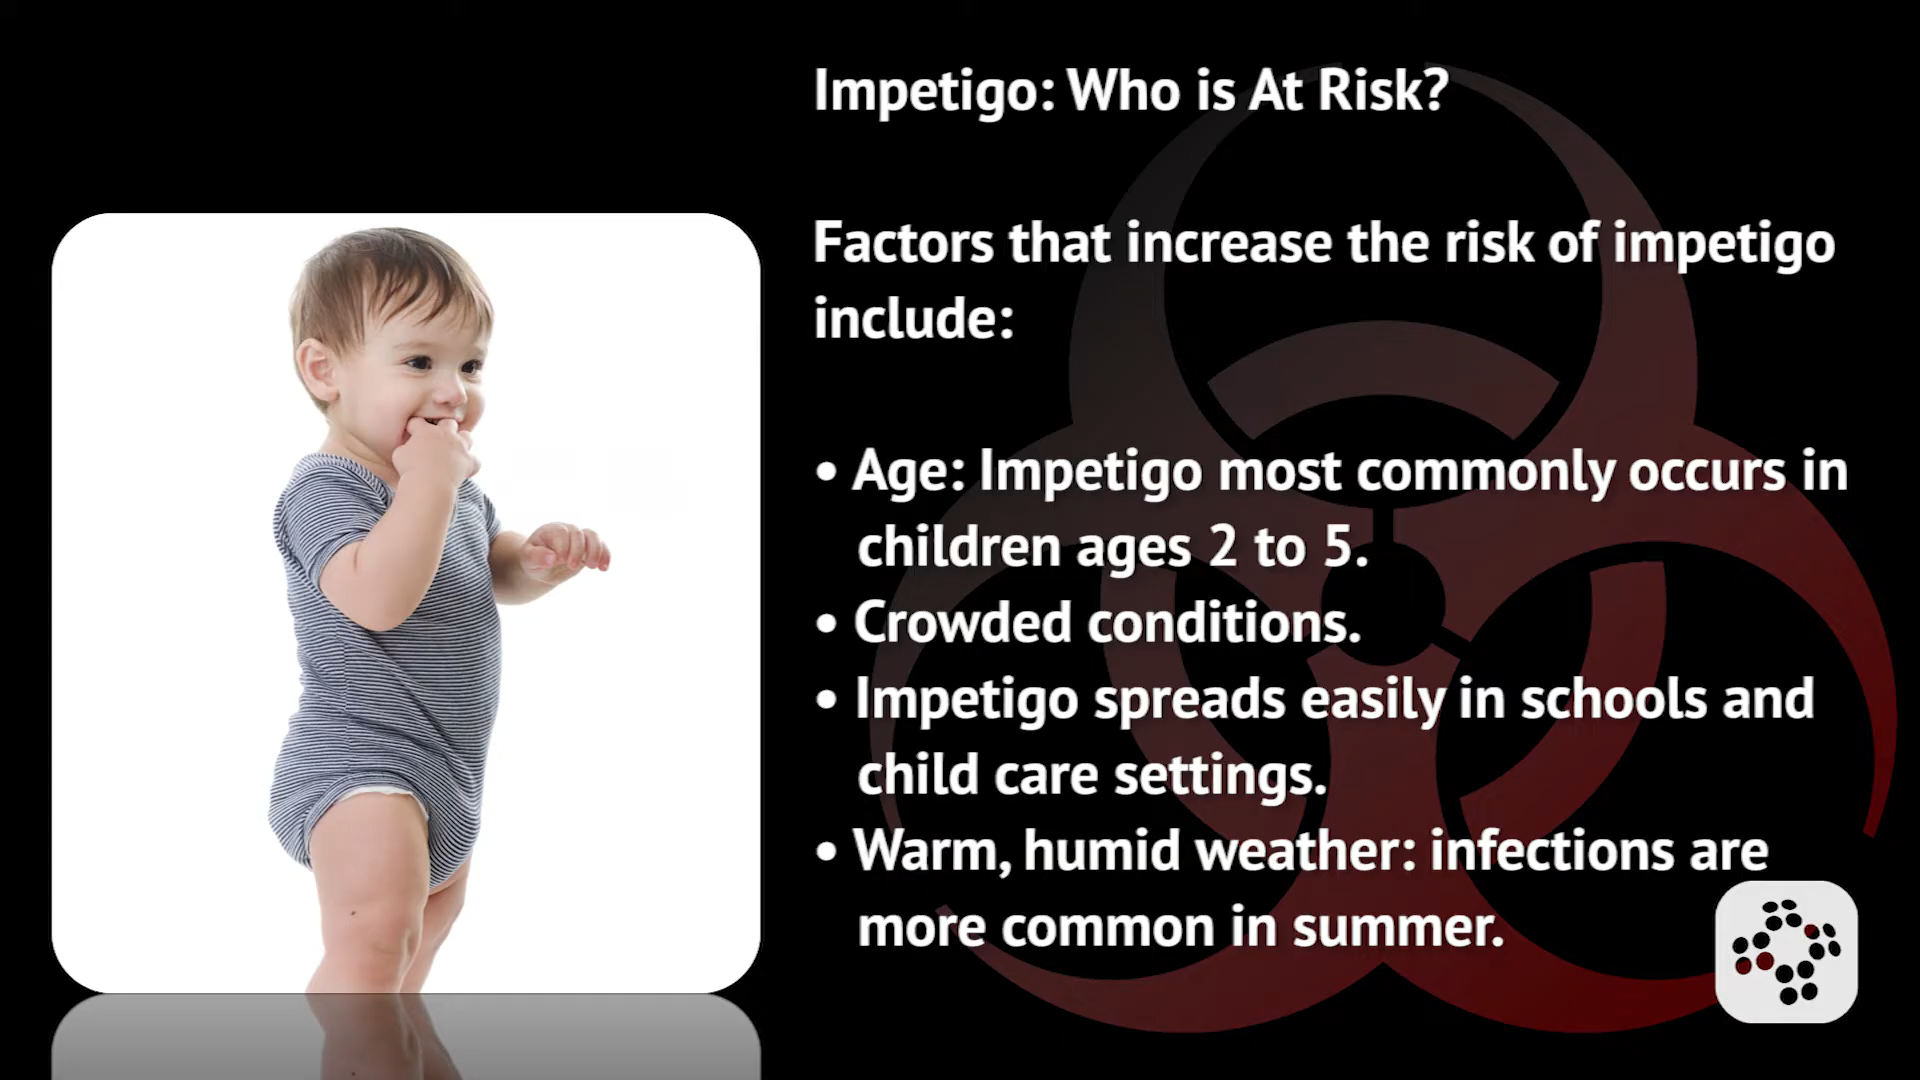 Impetigo: Who is At Risk?
Factors that increase the risk of impetigo
include:
• Age: Impetigo most commonly occurs in
children ages 2 to 5.
• Crowded conditions.
• Impetigo spreads easily in schools and
child care settings.
• Warm, humid weather: infections are
more common in summer.